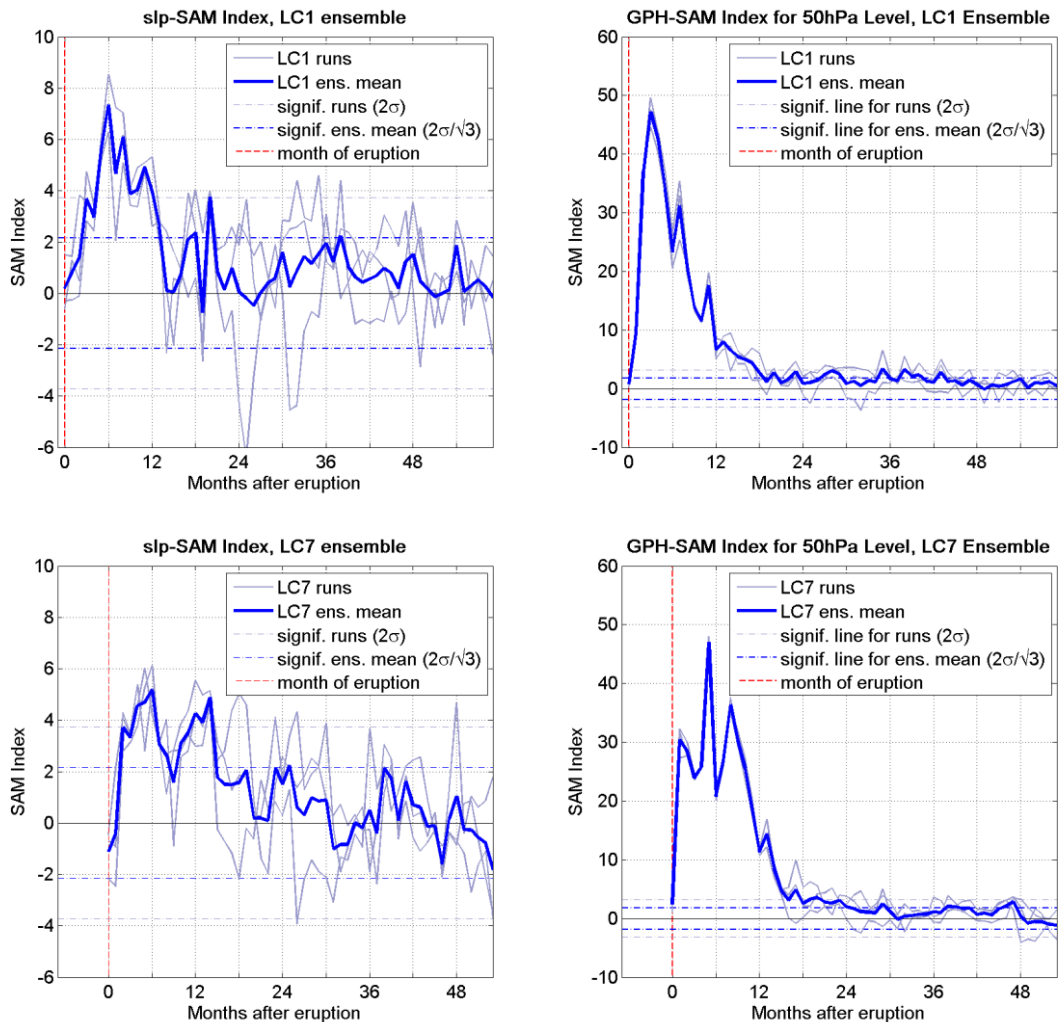 slp-SAM Index, LC1 ensemble
SAM Index
10
8
6
4
2
0
-2
-4
-6
LC1 runs
LC1 ens. mean
signif. runs (2σ)
signif. ens. mean (2σ/√3)
month of eruption
0 12 24 36 48
Months after eruption
GPH-SAM Index for 50hPa Level, LC1 Ensemble
SAM Index
60
50
40
30
20
10
0
-10
LC1 runs
LC1 ens. mean
signif. line for runs (2σ)
signif. line for ens. mean (2σ/√3)
month of eruption
0 12 24 36 48
Months after eruption
slp-SAM Index, LC7 ensemble
SAM Index
10
8
6
4
2
0
-2
-4
-6
LC7 runs
LC7 ens. mean
signif. runs (2σ)
signif. ens. mean (2σ/√3)
month of eruption
0 12 24 36 48
Months after eruption
GPH-SAM Index for 50hPa Level, LC7 Ensemble
SAM Index
60
50
40
30
20
10
0
-10
LC7 runs
LC7 ens. mean
signif. line for runs (2σ)
signif. line for ens. mean (2σ/√3)
month of eruption
0 12 24 36 48
Months after eruption